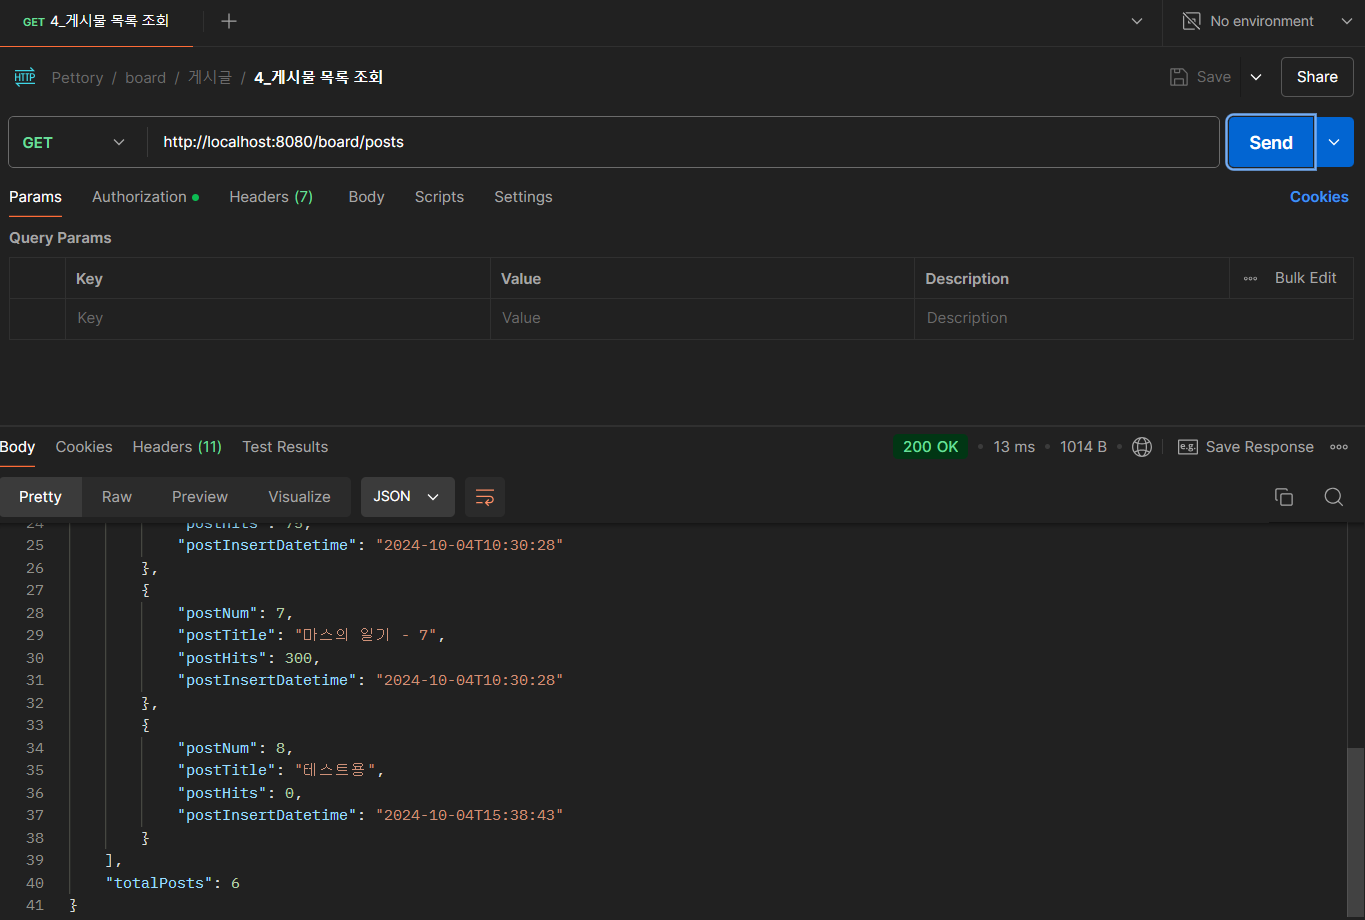 GET 4_게시물 목록 조회
No environment
HTTP Pettory / board / 게시글 / 4_게시물 목록 조회
Save
Share
GET
http://localhost:8080/board/posts
Send
Params Authorization Headers (7) Body Scripts Settings
Cookies
Query Params
Key Value Description ••• Bulk Edit
Key Value Description
Body Cookies Headers (11) Test Results
200 OK • 13 ms • 1014 B •
e.g. Save Response •••
Pretty Raw Preview Visualize JSON
24 "postHits": 75,
25 "postInsertDatetime": "2024-10-04T10:30:28"
26 },
27 {
28 "postNum": 7,
29 "postTitle": "마스의 일기 - 7",
30 "postHits": 300,
31 "postInsertDatetime": "2024-10-04T10:30:28"
32 },
33 {
34 "postNum": 8,
35 "postTitle": "테스트용",
36 "postHits": 0,
37 "postInsertDatetime": "2024-10-04T15:38:43"
38 }
39 ],
40 "totalPosts": 6
41 }